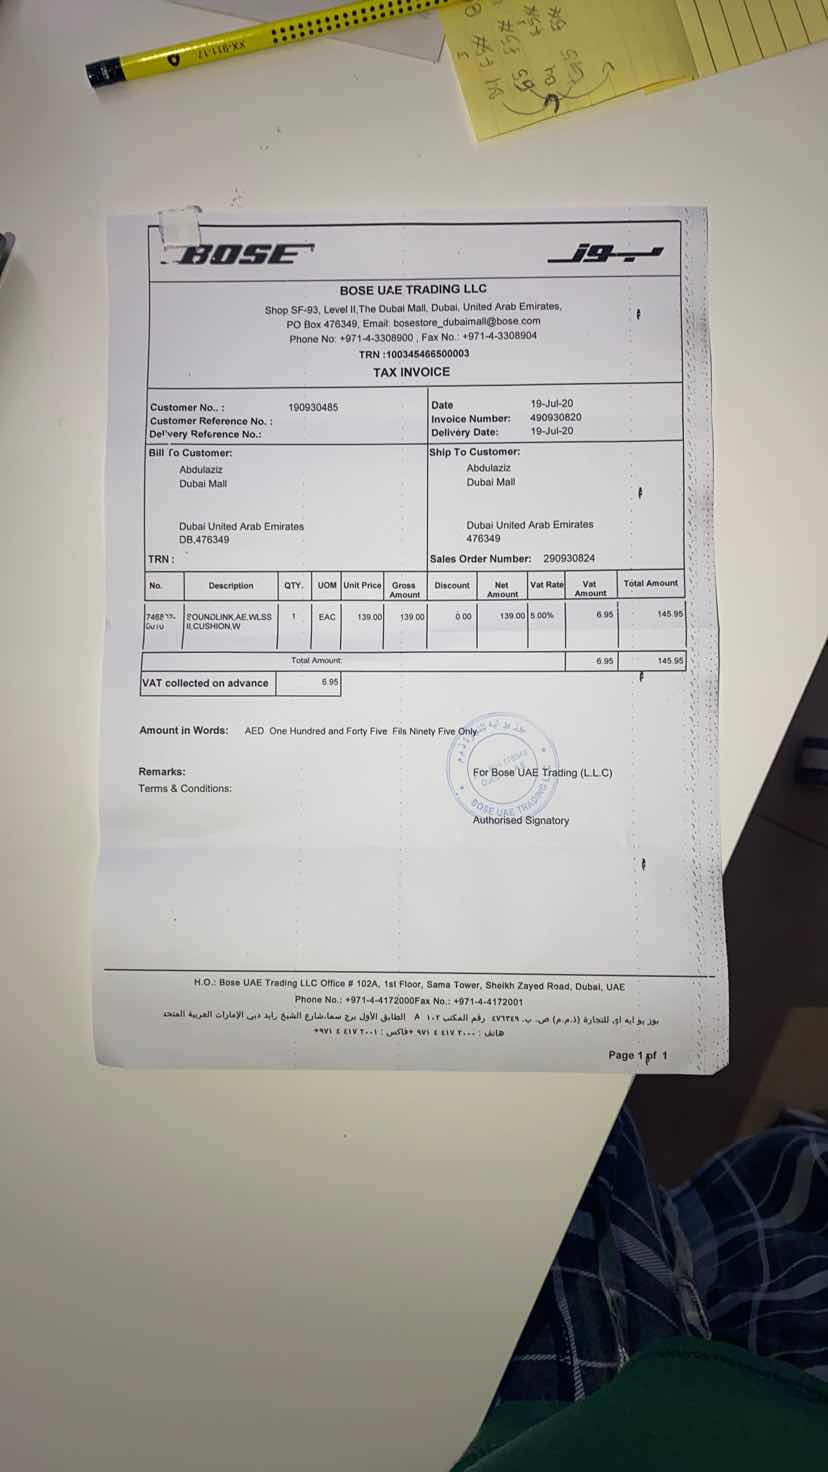 XX-911-17
BOSE
بـوز
BOSE UAE TRADING LLC
Shop SF-93, Level II,The Dubai Mall, Dubai, United Arab Emirates,
PO Box 476349, Email: bosestore_dubaimall@bose.com
Phone No: +971-4-3308900 , Fax No.: +971-4-3308904
TRN :100345466500003
TAX INVOICE
Customer No.. : 190930485
Customer Reference No. :
Delivery Reference No.:
Date 19-Jul-20
Invoice Number: 490930820
Delivery Date: 19-Jul-20
Bill To Customer:
Abdulaziz
Dubai Mall
Dubai United Arab Emirates
DB,476349
TRN :
Ship To Customer:
Abdulaziz
Dubai Mall
Dubai United Arab Emirates
476349
Sales Order Number: 290930824
No. Description QTY. UOM Unit Price Gross Amount Discount Net Amount Vat Rate Vat Amount Total Amount
SOUNDLINK,AE,WLSS 1 EAC 139.00 139.00 0.00 139.00 5.00% 6.95 145.95
II,CUSHION,W
Total Amount: 6.95 145.95
VAT collected on advance 6.95
Amount in Words: AED One Hundred and Forty Five Fils Ninety Five Only.
Remarks:
Terms & Conditions:
For Bose UAE Trading (L.L.C)
BOSE UAE TRADING
Authorised Signatory
H.O.: Bose UAE Trading LLC Office # 102A, 1st Floor, Sama Tower, Sheikh Zayed Road, Dubai, UAE
Phone No.: +971-4-4172000Fax No.: +971-4-4172001
بوز يو ايه اي للتجارة (ذ.م.م) ص. ب. ٤٧٦٣٤٩ رقم المكتب ١٠٢ A الطابق الأول برج سما،شارع الشيخ زايد دبي الإمارات العربية المتحد
هاتف : ٢٠٠٠ ٤١٧ ٤ ٩٧١+ فاكس : ٢٠٠١ ٤١٧ ٤ ٩٧١+
Page 1 of 1